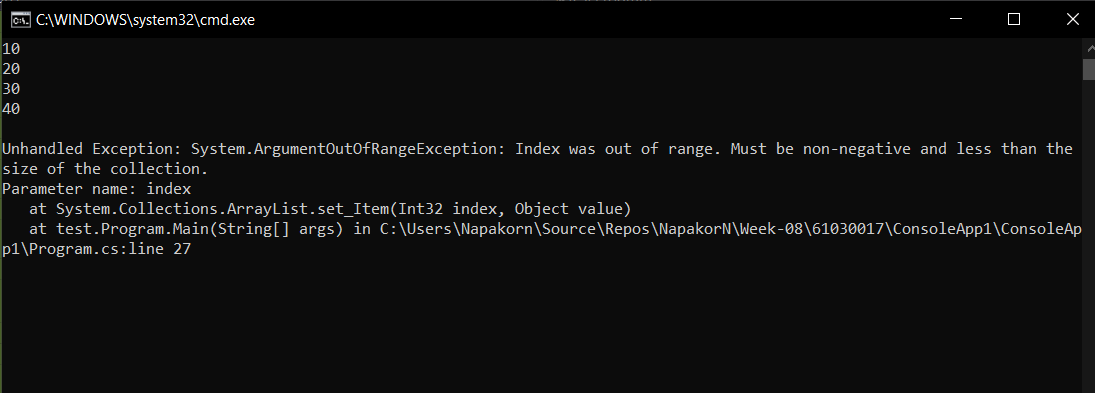 C:\WINDOWS\system32\cmd.exe
10
20
30
40
Unhandled Exception: System.ArgumentOutOfRangeException: Index was out of range. Must be non-negative and less than the
size of the collection.
Parameter name: index
   at System.Collections.ArrayList.set_Item(Int32 index, Object value)
   at test.Program.Main(String[] args) in C:\Users\Napakorn\Source\Repos\NapakorN\Week-08\61030017\ConsoleApp1\ConsoleAp
p1\Program.cs:line 27